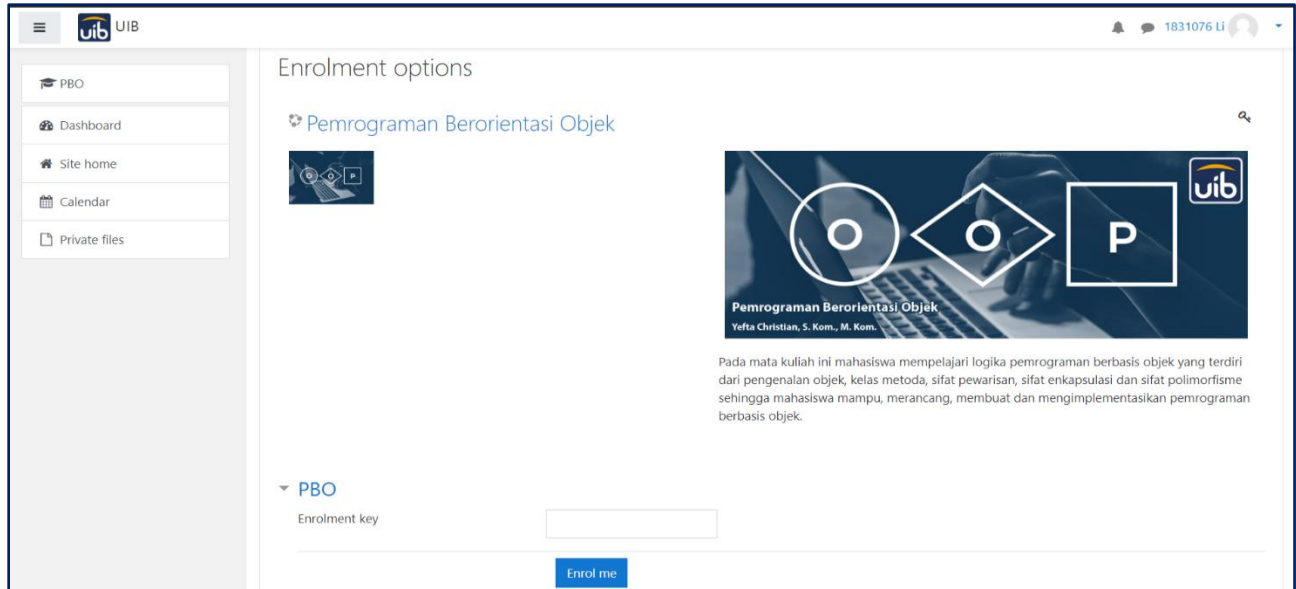 uib UIB
1831076 Li
PBO
Dashboard
Site home
Calendar
Private files
Enrolment options
Pemrograman Berorientasi Objek
O O P
uib
O O P
Pemrograman Berorientasi Objek
Yefta Christian, S. Kom., M. Kom.
Pada mata kuliah ini mahasiswa mempelajari logika pemrograman berbasis objek yang terdiri
dari pengenalan objek, kelas metoda, sifat pewarisan, sifat enkapsulasi dan sifat polimorfisme
sehingga mahasiswa mampu, merancang, membuat dan mengimplementasikan pemrograman
berbasis objek.
PBO
Enrolment key
Enrol me